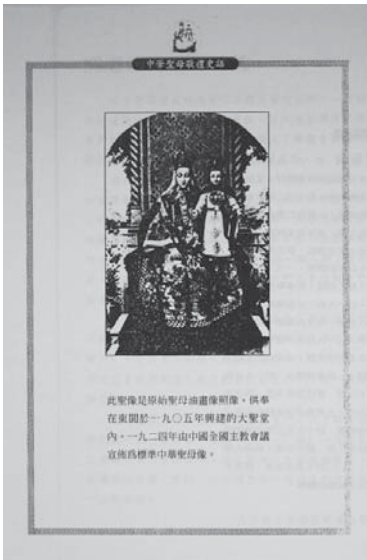 中華聖母敬禮史話
此聖像是原始聖母油畫像照像，供奉
在東閭於一九〇五年興建的大聖堂
內。一九二四年由中國全國主教會議
宣佈爲標準中華聖母像。